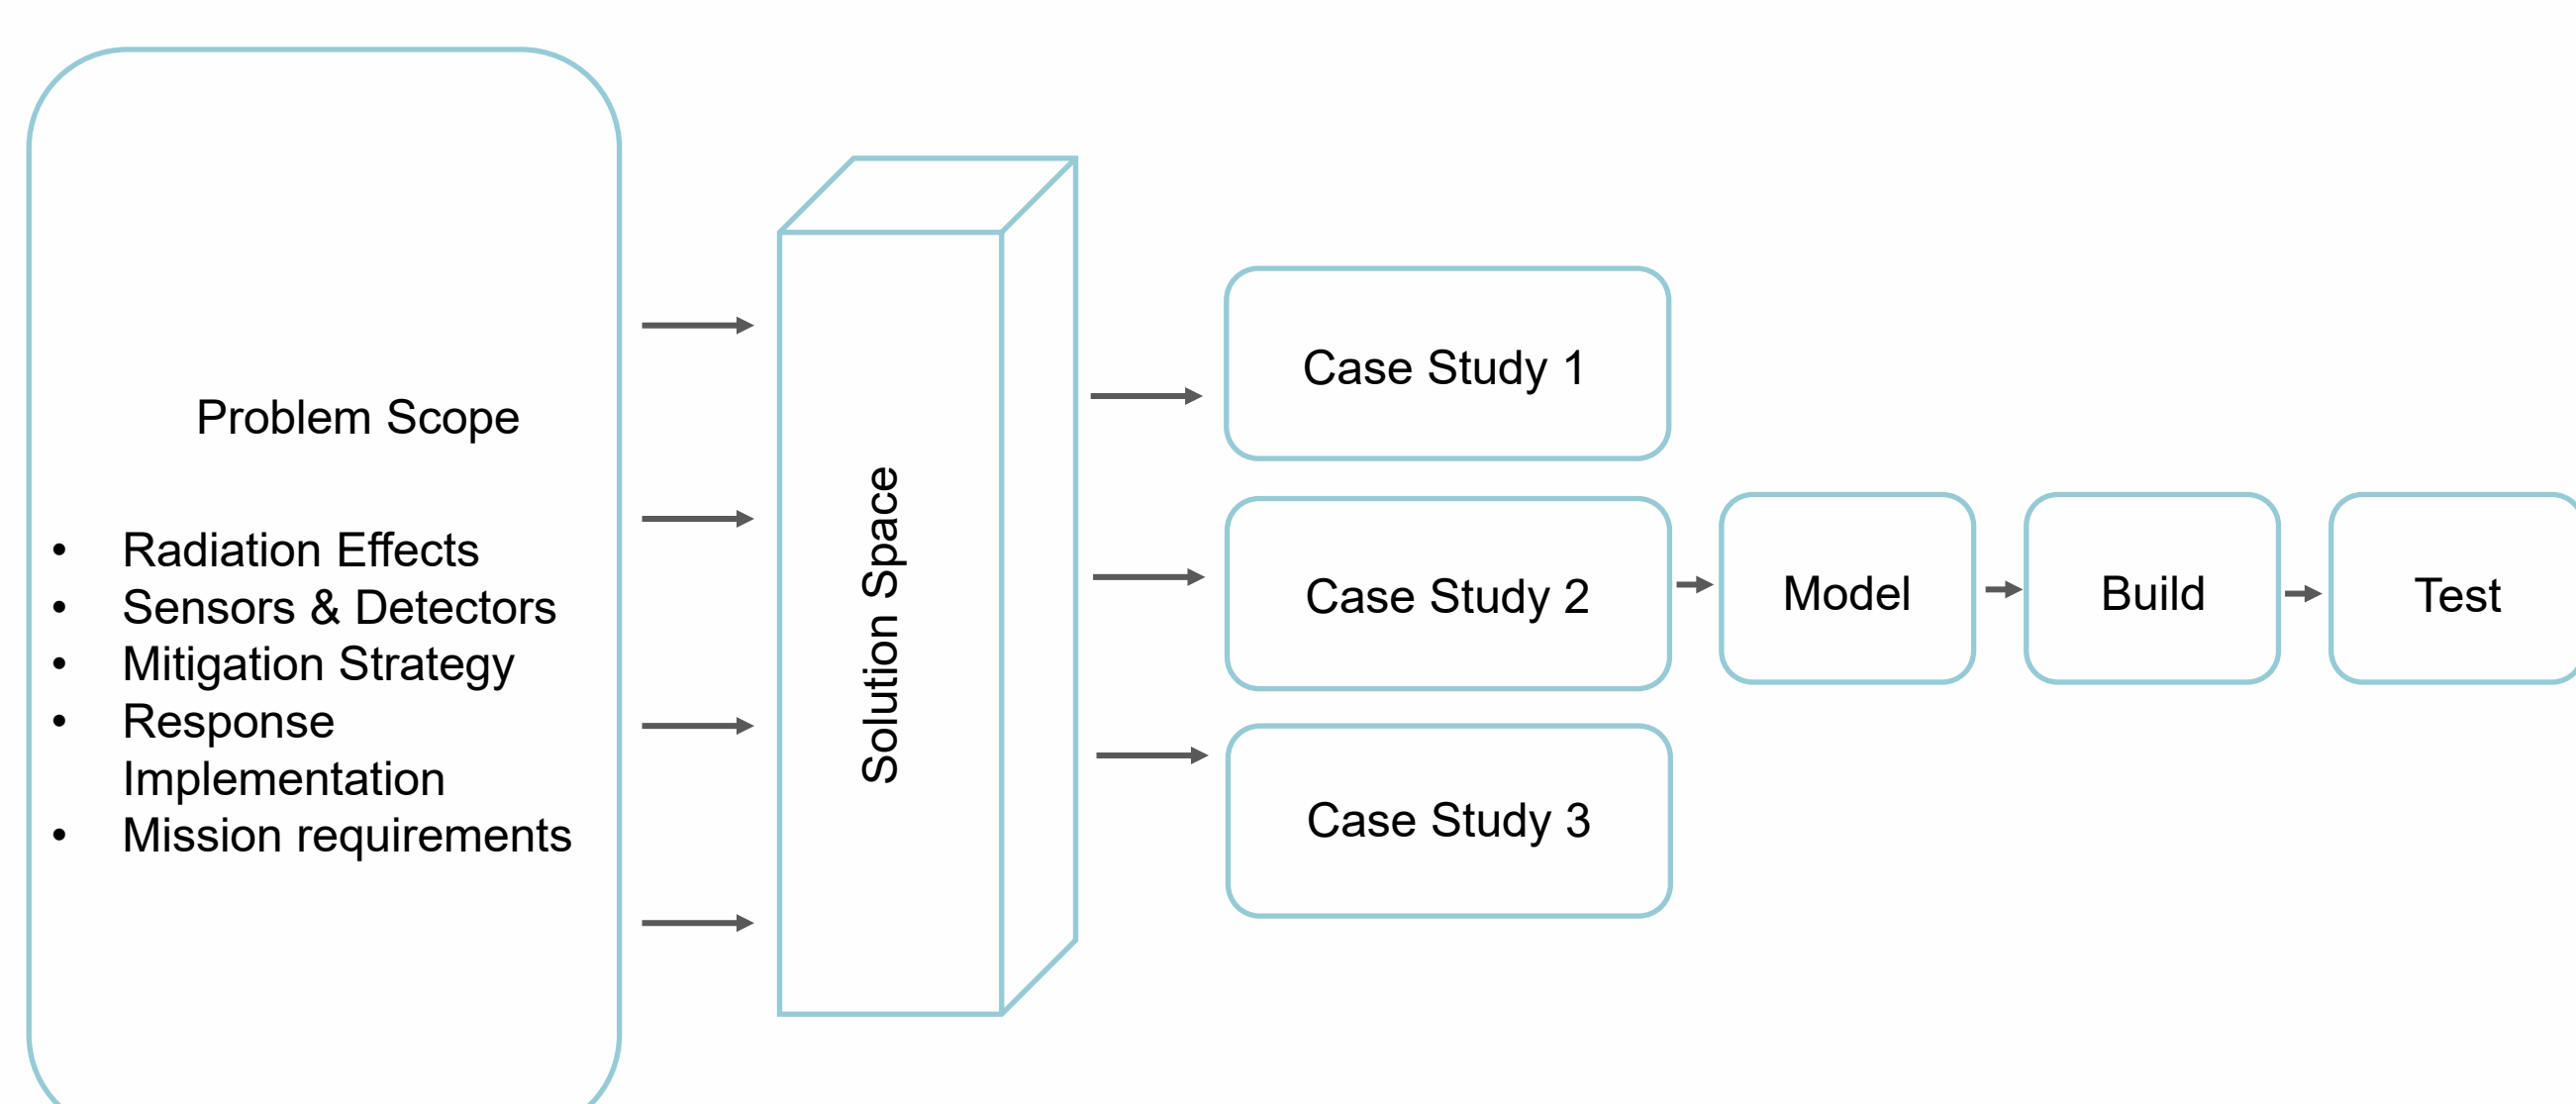 Problem Scope
• Radiation Effects
• Sensors & Detectors
• Mitigation Strategy
• Response
Implementation
• Mission requirements
Solution Space
Case Study 1
Case Study 2
Case Study 3
Model
Build
Test